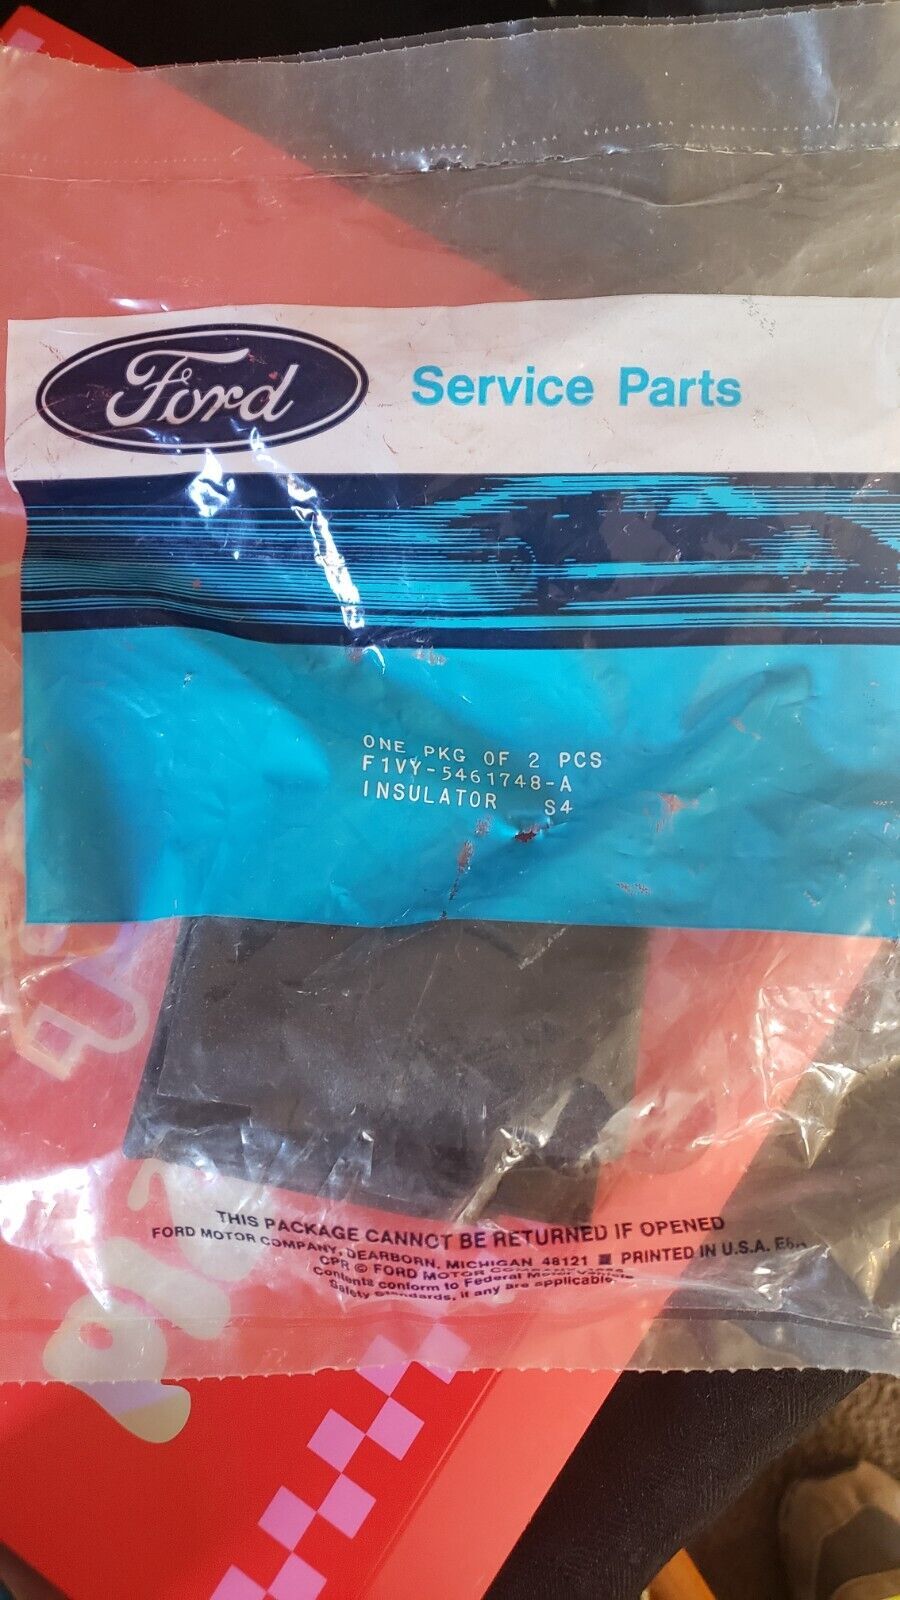 Ford
Service Parts
ONE PKG OF 2 PCS
F1VY-5461748-A
INSULATOR S4
THIS PACKAGE CANNOT BE RETURNED IF OPENED
FORD MOTOR COMPANY, DEARBORN, MICHIGAN 48121 PRINTED IN U.S.A.
CPR © FORD MOTOR
Contents conform to Federal Motor Vehicle
Safety Standards, if any are applicable.